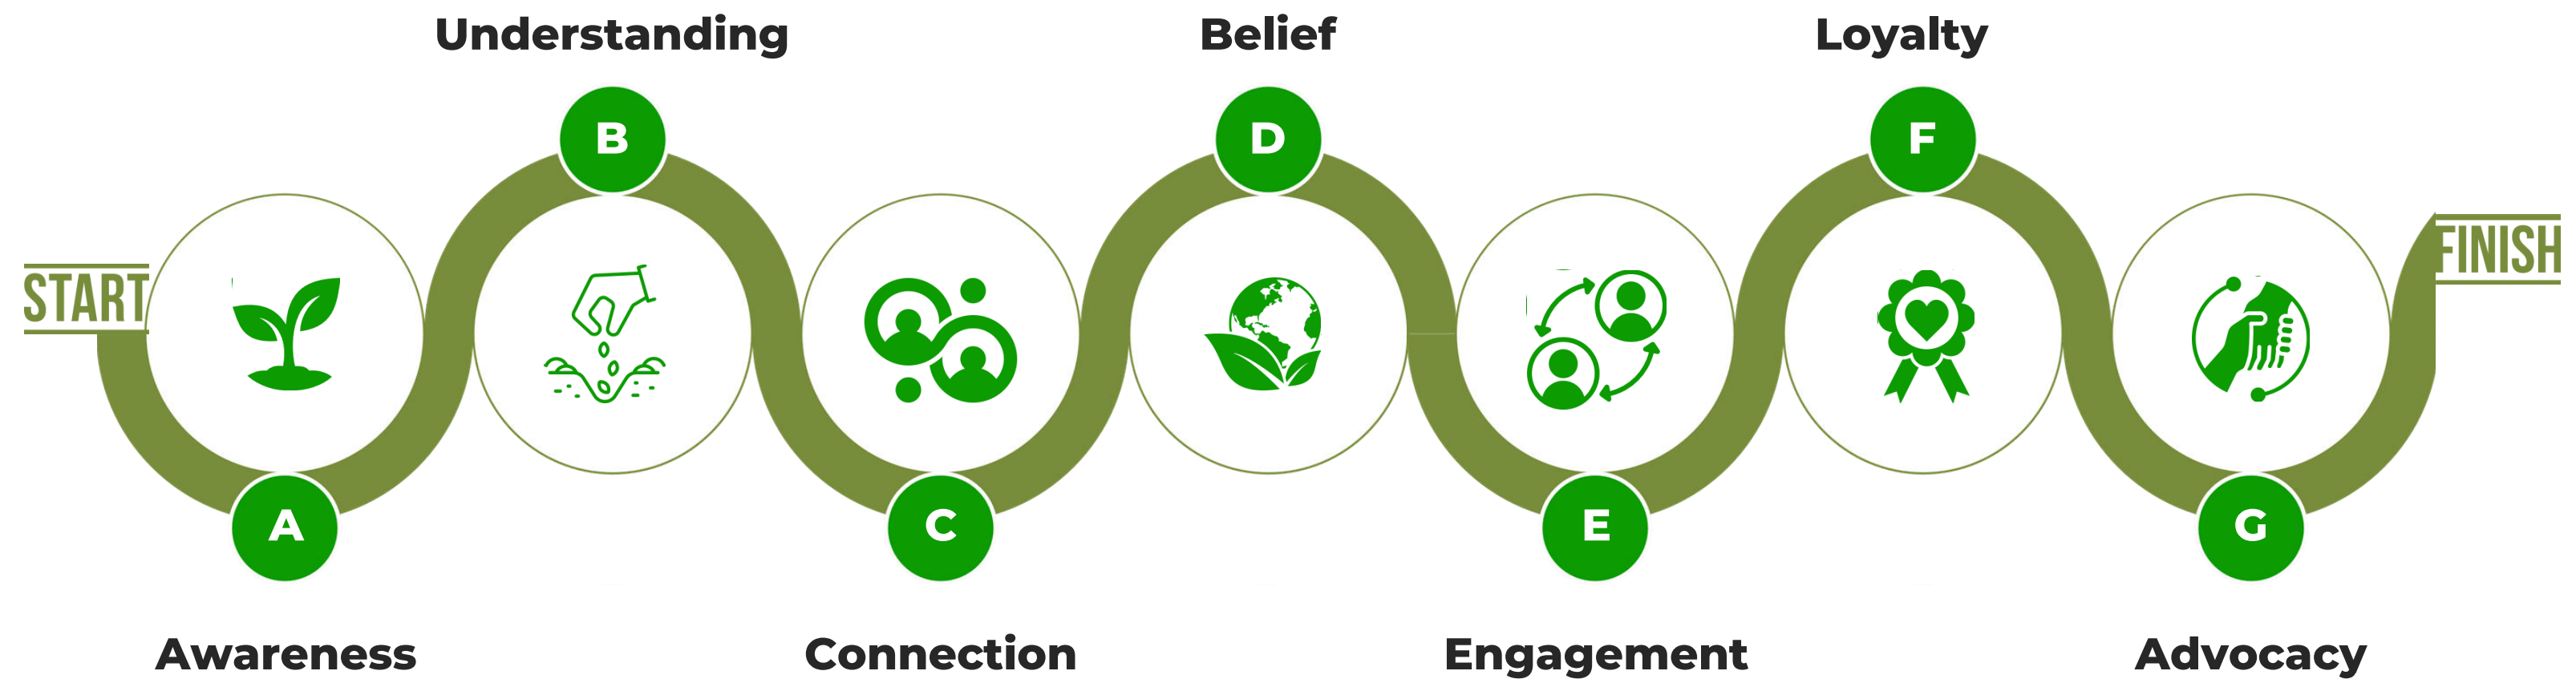 Understanding
Belief
Loyalty
B
D
F
START
FINISH
A
C
E
G
Awareness
Connection
Engagement
Advocacy